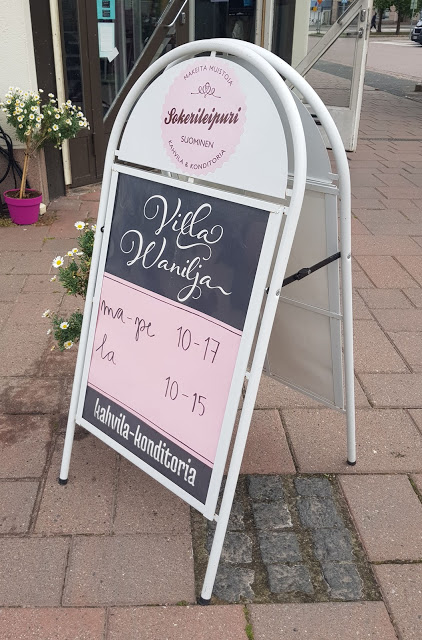 MAKEITA MUISTOJA
Sokerileipuri
SUOMINEN
KAHVILA & KONDITORIA
Villa
Wanilja
ma-pe 10-17
la 10-15
kahvila-konditoria